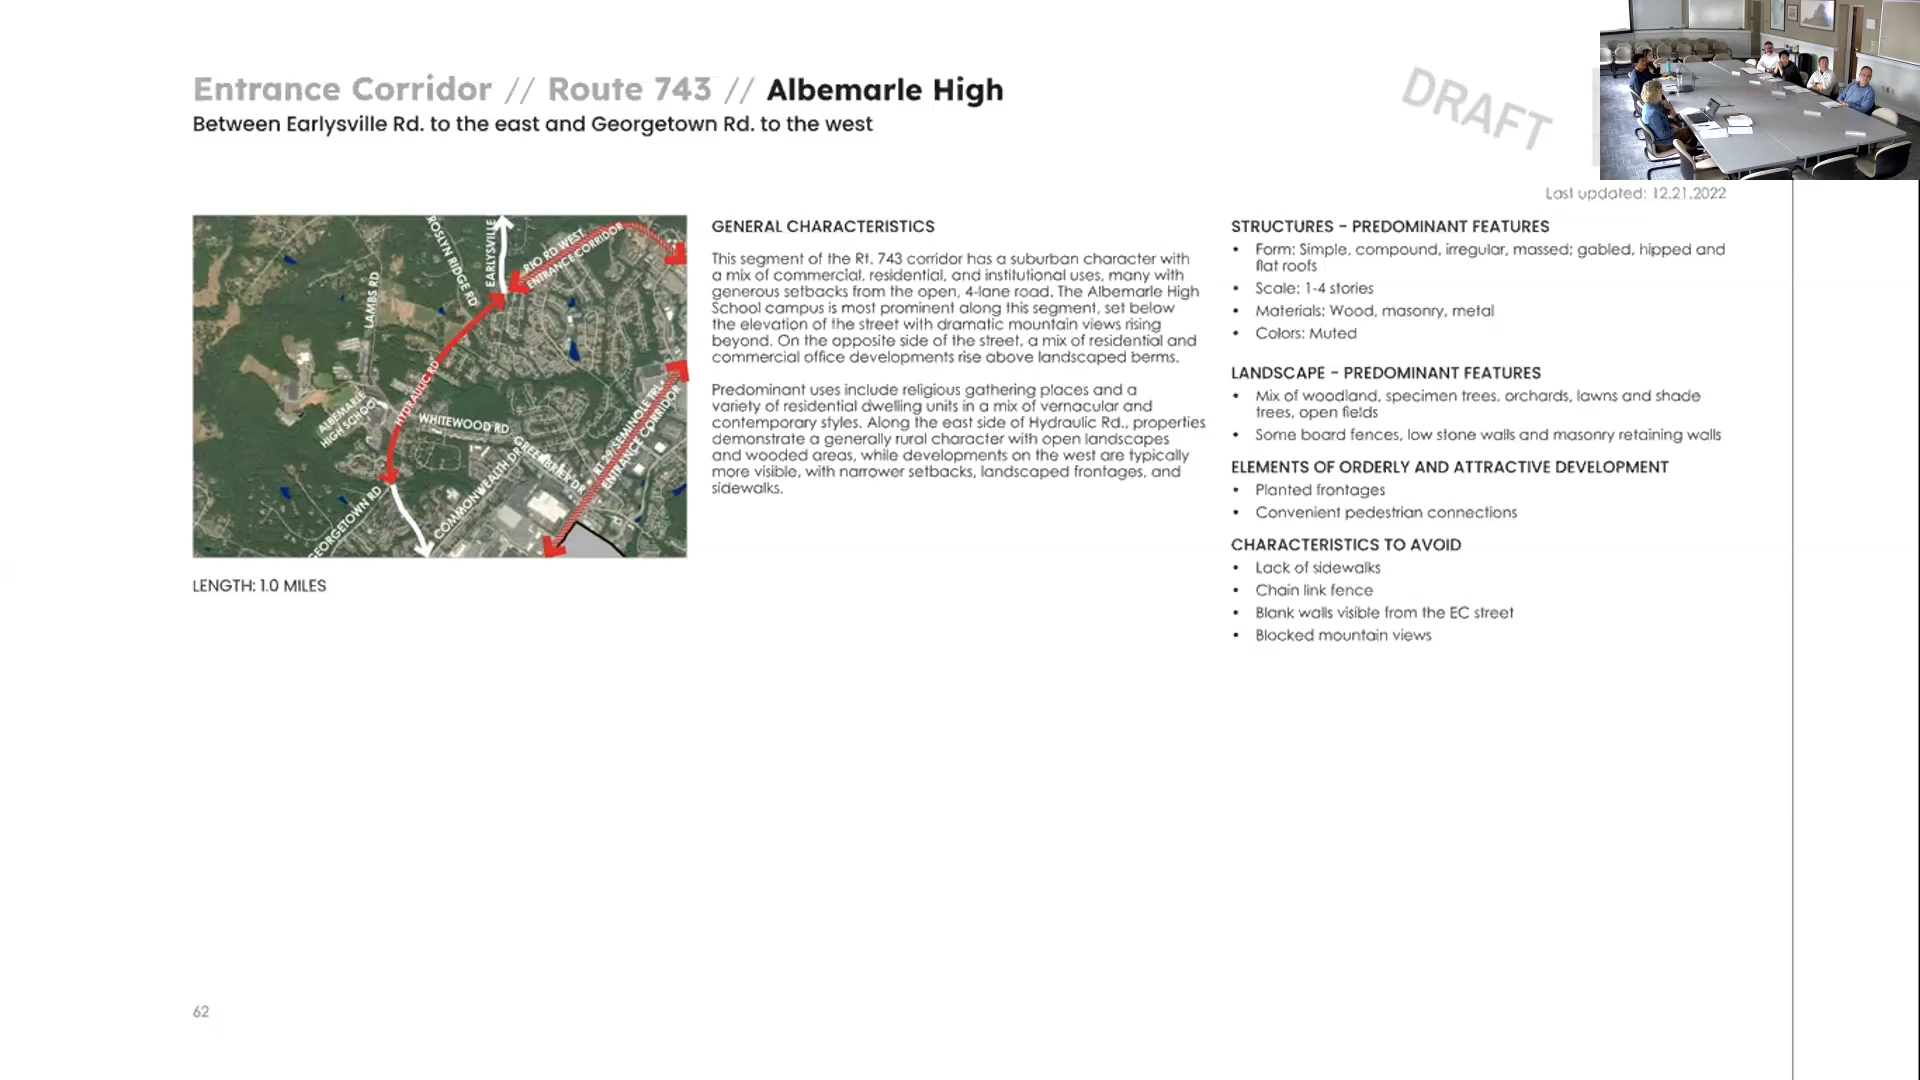 Entrance Corridor // Route 743 // Albemarle High
Between Earlysville Rd. to the east and Georgetown Rd. to the west
DRAFT
Last updated: 12.21.2022
ROSLYN RIDGE RD
EARLYSVILLE
RIO RD WEST
ENTRANCE CORRIDOR
LAMBS RD
HYDRAULIC RD
ALBEMARLE
HIGH SCHOOL
WHITEWOOD RD
GREENBRIER DR
COMMONWEALTH DR
RT 29/SEMINOLE TRL
ENTRANCE CORRIDOR
GEORGETOWN RD
LENGTH: 1.0 MILES
GENERAL CHARACTERISTICS
This segment of the Rt. 743 corridor has a suburban character with
a mix of commercial, residential, and institutional uses, many with
generous setbacks from the open, 4-lane road. The Albemarle High
School campus is most prominent along this segment, set below
the elevation of the street with dramatic mountain views rising
beyond. On the opposite side of the street, a mix of residential and
commercial office developments rise above landscaped berms.
Predominant uses include religious gathering places and a
variety of residential dwelling units in a mix of vernacular and
contemporary styles. Along the east side of Hydraulic Rd., properties
demonstrate a generally rural character with open landscapes
and wooded areas, while developments on the west are typically
more visible, with narrower setbacks, landscaped frontages, and
sidewalks.
STRUCTURES - PREDOMINANT FEATURES
• Form: Simple, compound, irregular, massed; gabled, hipped and
flat roofs
• Scale: 1-4 stories
• Materials: Wood, masonry, metal
• Colors: Muted
LANDSCAPE - PREDOMINANT FEATURES
• Mix of woodland, specimen trees, orchards, lawns and shade
trees, open fields
• Some board fences, low stone walls and masonry retaining walls
ELEMENTS OF ORDERLY AND ATTRACTIVE DEVELOPMENT
• Planted frontages
• Convenient pedestrian connections
CHARACTERISTICS TO AVOID
• Lack of sidewalks
• Chain link fence
• Blank walls visible from the EC street
• Blocked mountain views
62